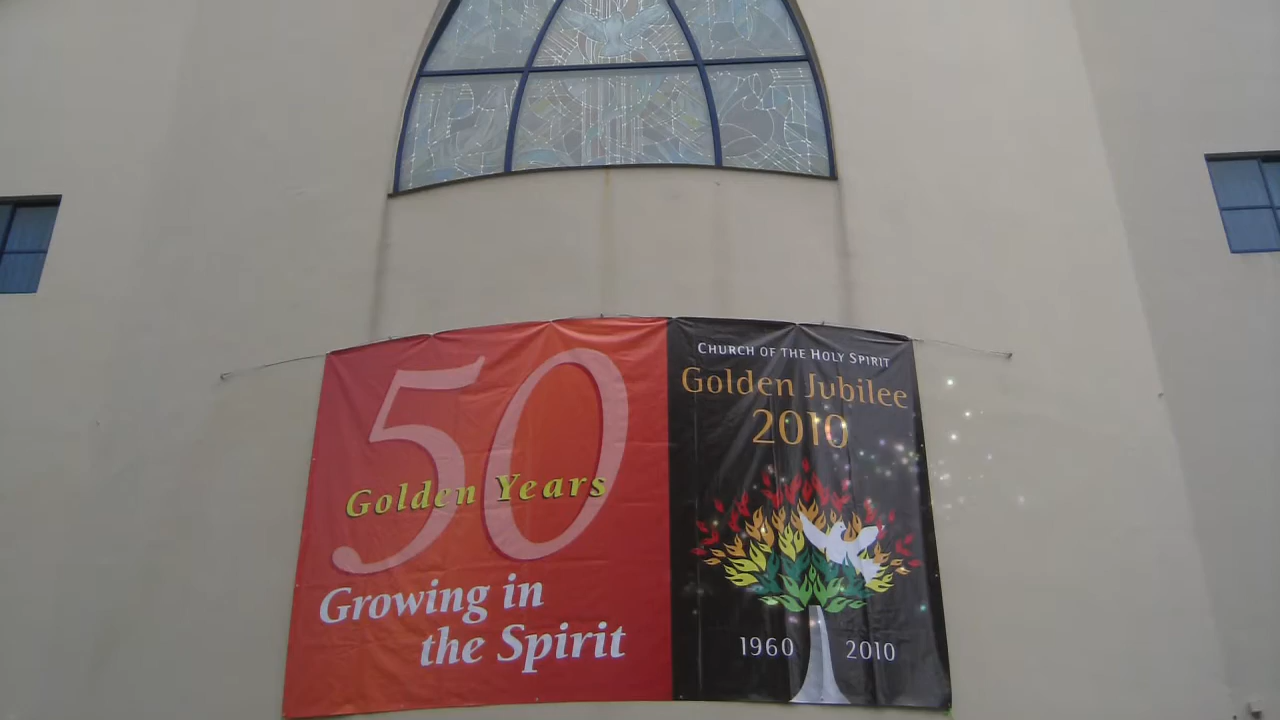 50
Golden Years
Growing in
the Spirit
CHURCH OF THE HOLY SPIRIT
Golden Jubilee
2010
1960 2010